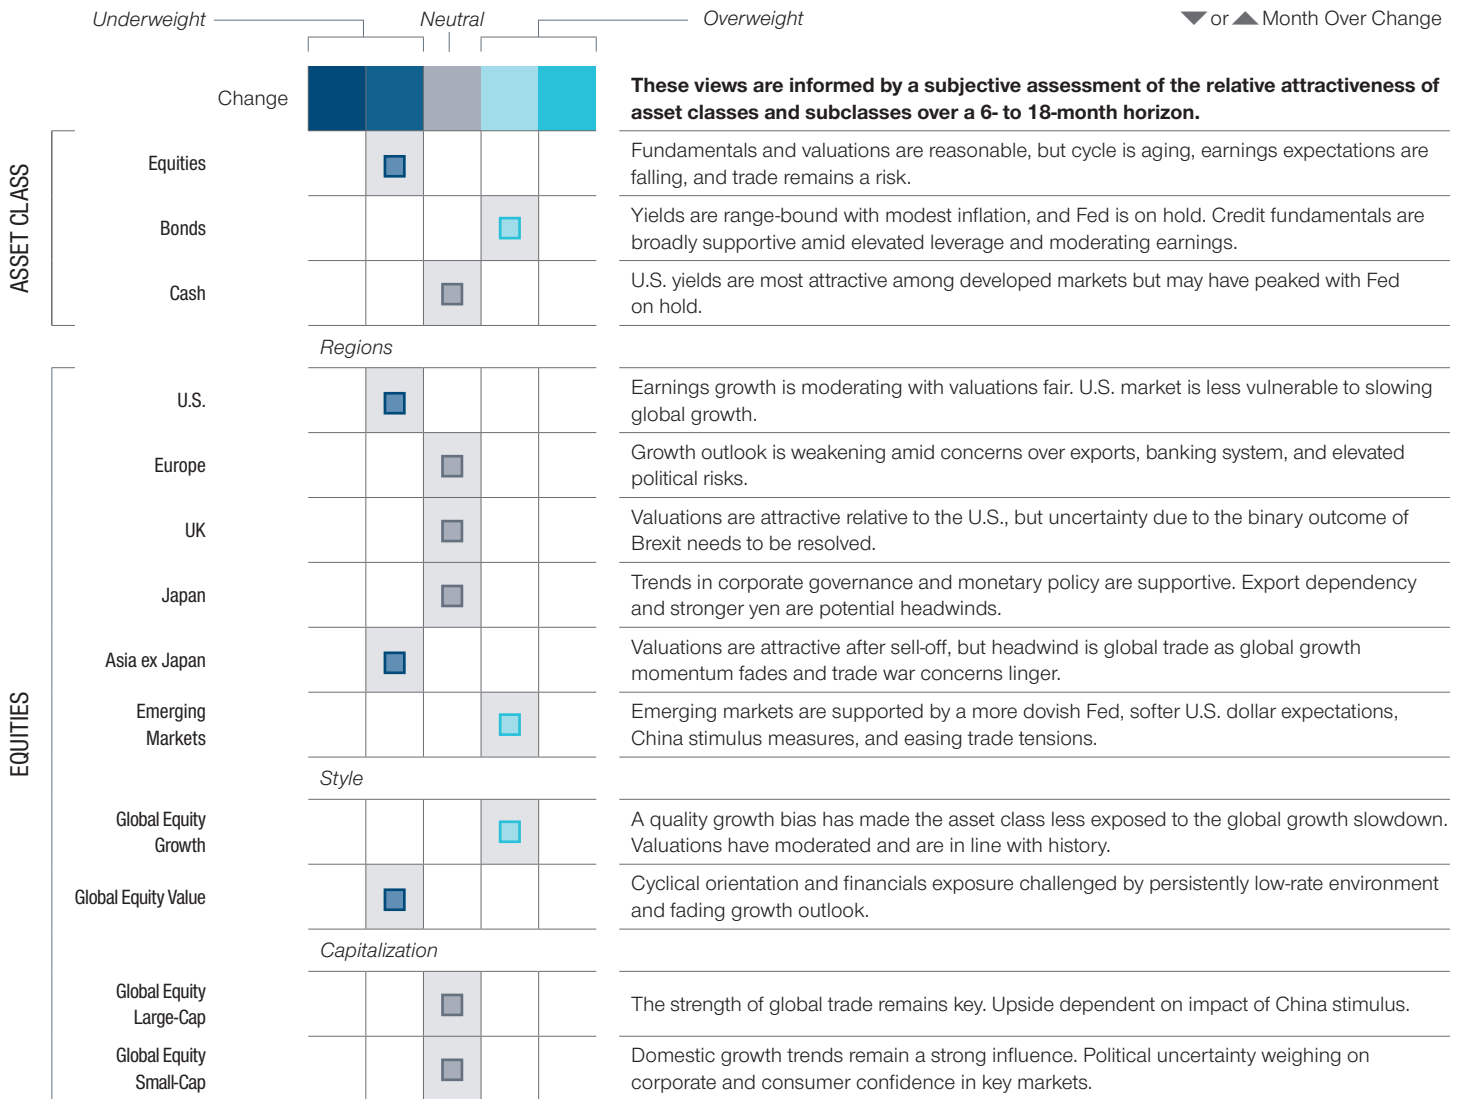 Underweight
Neutral
Overweight
or Month Over Change
Change
These views are informed by a subjective assessment of the relative attractiveness of
asset classes and subclasses over a 6- to 18-month horizon.
ASSET CLASS
Equities
Fundamentals and valuations are reasonable, but cycle is aging, earnings expectations are
falling, and trade remains a risk.
Bonds
Yields are range-bound with modest inflation, and Fed is on hold. Credit fundamentals are
broadly supportive amid elevated leverage and moderating earnings.
Cash
U.S. yields are most attractive among developed markets but may have peaked with Fed
on hold.
EQUITIES
Regions
U.S.
Earnings growth is moderating with valuations fair. U.S. market is less vulnerable to slowing
global growth.
Europe
Growth outlook is weakening amid concerns over exports, banking system, and elevated
political risks.
UK
Valuations are attractive relative to the U.S., but uncertainty due to the binary outcome of
Brexit needs to be resolved.
Japan
Trends in corporate governance and monetary policy are supportive. Export dependency
and stronger yen are potential headwinds.
Asia ex Japan
Valuations are attractive after sell-off, but headwind is global trade as global growth
momentum fades and trade war concerns linger.
Emerging
Markets
Emerging markets are supported by a more dovish Fed, softer U.S. dollar expectations,
China stimulus measures, and easing trade tensions.
Style
Global Equity
Growth
A quality growth bias has made the asset class less exposed to the global growth slowdown.
Valuations have moderated and are in line with history.
Global Equity Value
Cyclical orientation and financials exposure challenged by persistently low-rate environment
and fading growth outlook.
Capitalization
Global Equity
Large-Cap
The strength of global trade remains key. Upside dependent on impact of China stimulus.
Global Equity
Small-Cap
Domestic growth trends remain a strong influence. Political uncertainty weighing on
corporate and consumer confidence in key markets.